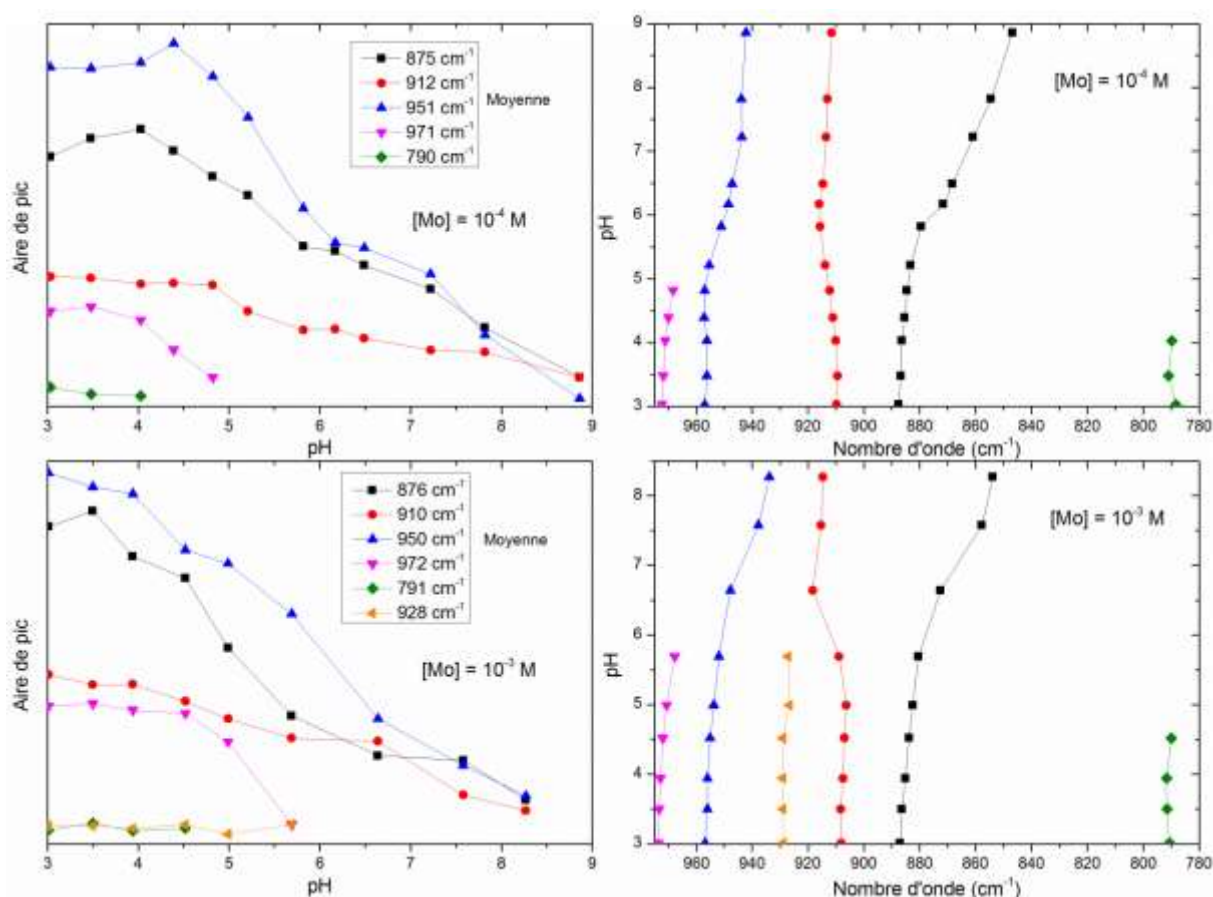 875 cm-1
912 cm-1
951 cm-1
971 cm-1
790 cm-1
Moyenne
[Mo] = 10-4 M
Aire de pic
3 4 5 6 7 8 9
pH
[Mo] = 10-4 M
pH
9
8
7
6
5
4
3
960 940 920 900 880 860 840 820 800 780
Nombre d'onde (cm-1)
876 cm-1
910 cm-1
950 cm-1
972 cm-1
791 cm-1
928 cm-1
Moyenne
[Mo] = 10-3 M
Aire de pic
3 4 5 6 7 8 9
pH
[Mo] = 10-3 M
pH
8
7
6
5
4
3
960 940 920 900 880 860 840 820 800 780
Nombre d'onde (cm-1)